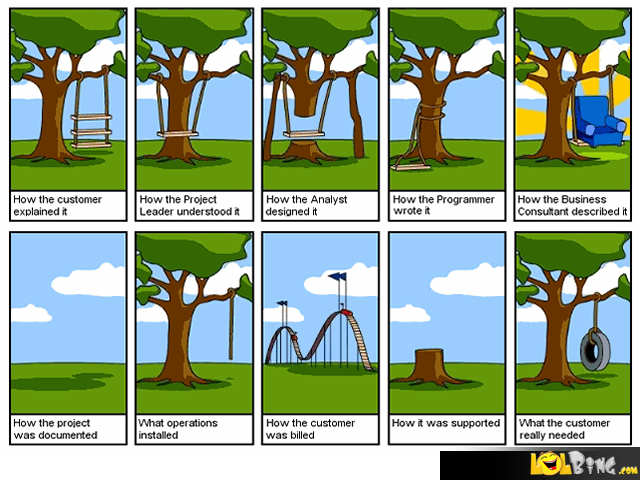 How the customer
explained it
How the Project
Leader understood it
How the Analyst
designed it
How the Programmer
wrote it
How the Business
Consultant described it
How the project
was documented
What operations
installed
How the customer
was billed
How it was supported
What the customer
really needed
LOLBing.com